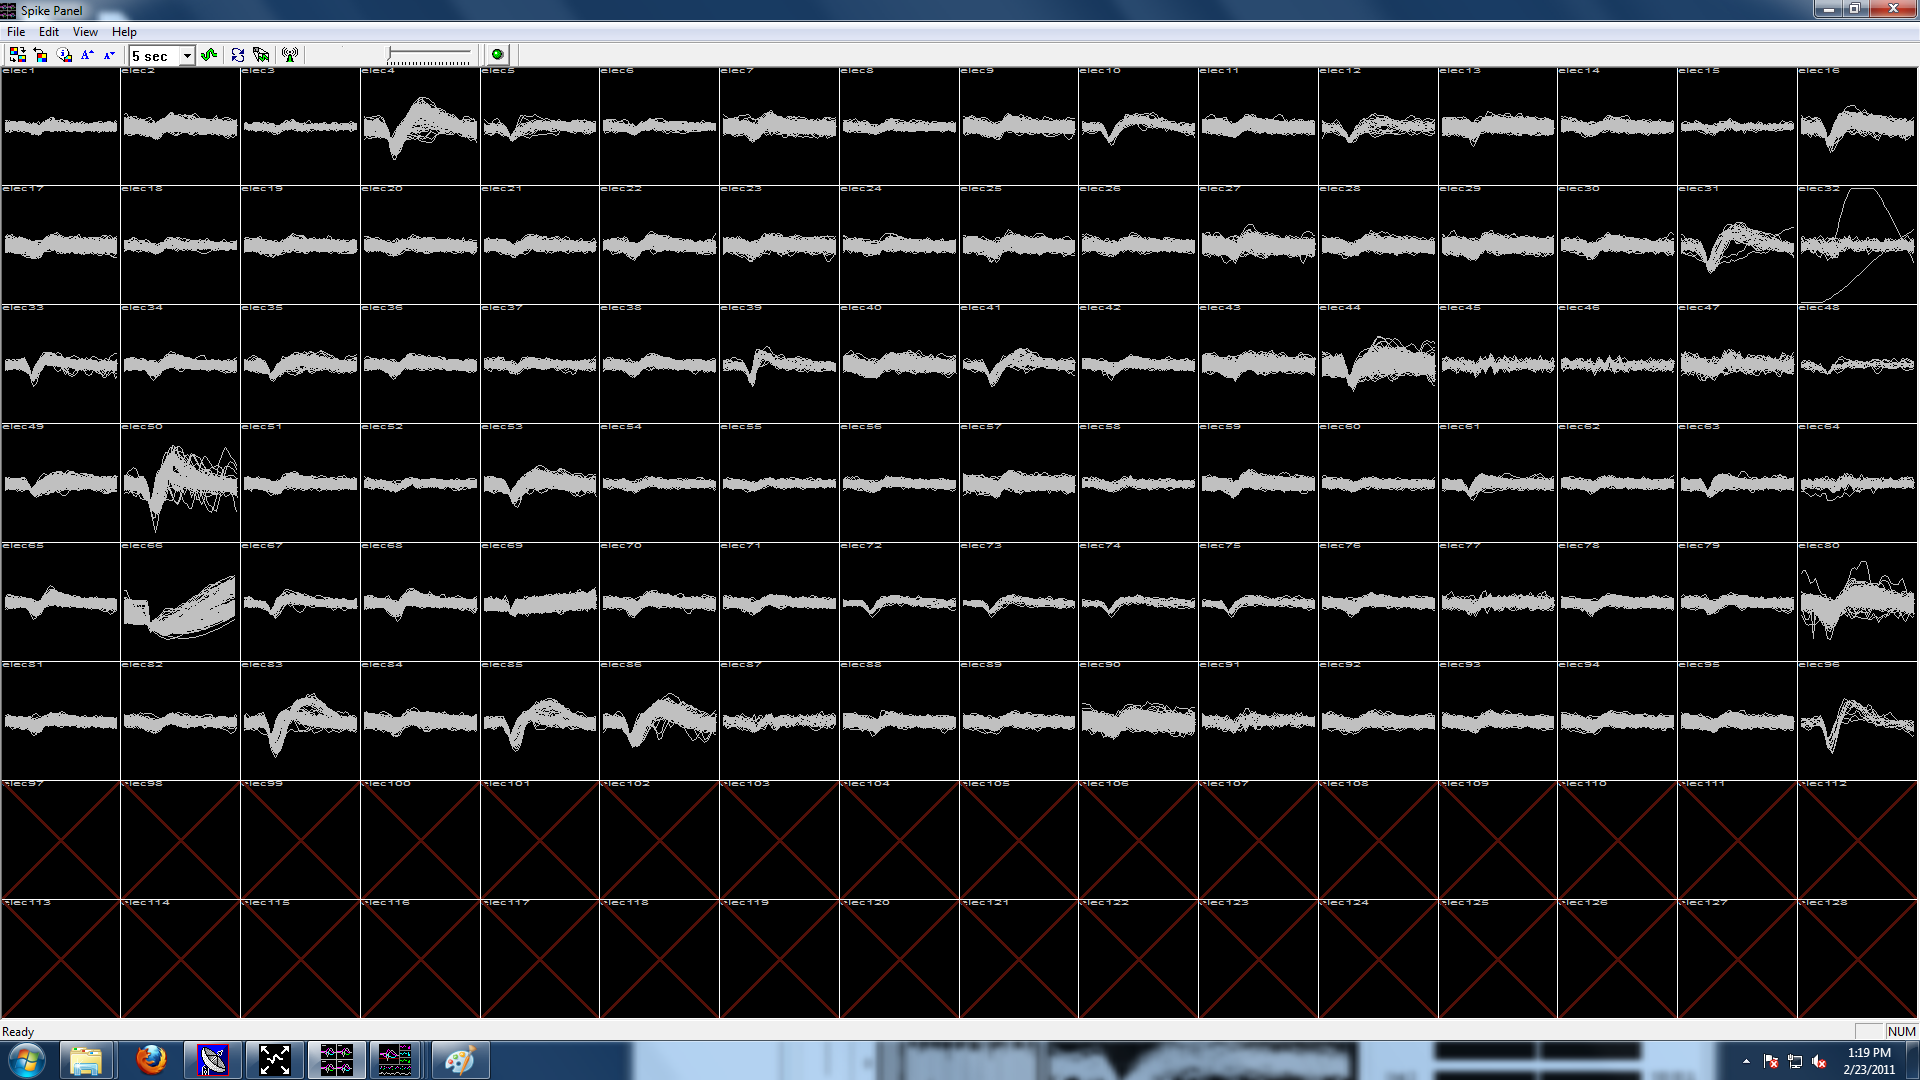 Spike Panel
File Edit View Help
5 sec
elec1 elec2 elec3 elec4 elec5 elec6 elec7 elec8 elec9 elec10 elec11 elec12 elec13 elec14 elec15 elec16
elec17 elec18 elec19 elec20 elec21 elec22 elec23 elec24 elec25 elec26 elec27 elec28 elec29 elec30 elec31 elec32
elec33 elec34 elec35 elec36 elec37 elec38 elec39 elec40 elec41 elec42 elec43 elec44 elec45 elec46 elec47 elec48
elec49 elec50 elec51 elec52 elec53 elec54 elec55 elec56 elec57 elec58 elec59 elec60 elec61 elec62 elec63 elec64
elec65 elec66 elec67 elec68 elec69 elec70 elec71 elec72 elec73 elec74 elec75 elec76 elec77 elec78 elec79 elec80
elec81 elec82 elec83 elec84 elec85 elec86 elec87 elec88 elec89 elec90 elec91 elec92 elec93 elec94 elec95 elec96
elec97 elec98 elec99 elec100 elec101 elec102 elec103 elec104 elec105 elec106 elec107 elec108 elec109 elec110 elec111 elec112
elec113 elec114 elec115 elec116 elec117 elec118 elec119 elec120 elec121 elec122 elec123 elec124 elec125 elec126 elec127 elec128
Ready NUM
1:19 PM
2/23/2011